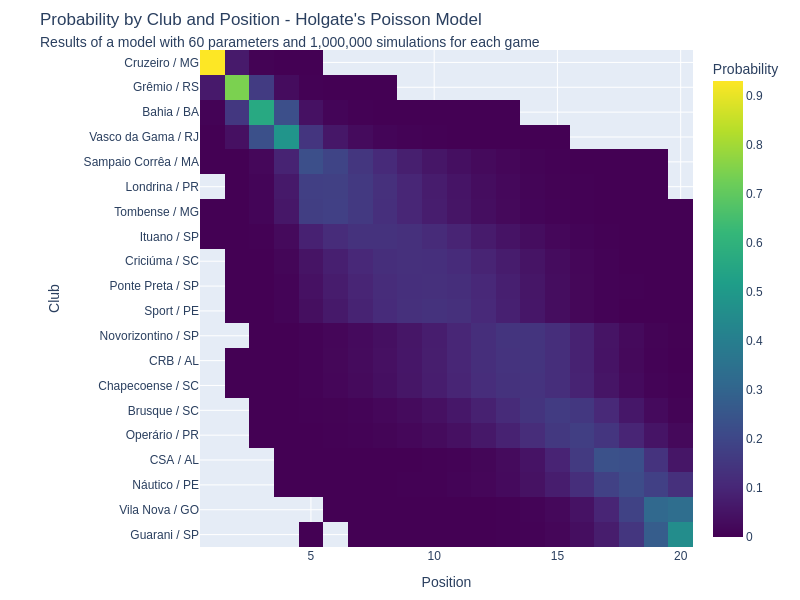 Probability by Club and Position - Holgate's Poisson Model
Results of a model with 60 parameters and 1,000,000 simulations for each game
Probability
Cruzeiro / MG
Grêmio / RS
Bahia / BA
Vasco da Gama / RJ
Sampaio Corrêa / MA
Londrina / PR
Tombense / MG
Ituano / SP
Criciúma / SC
Ponte Preta / SP
Sport / PE
Novorizontino / SP
CRB / AL
Chapecoense / SC
Brusque / SC
Operário / PR
CSA / AL
Náutico / PE
Vila Nova / GO
Guarani / SP
Club
5
10
15
20
Position
0.9
0.8
0.7
0.6
0.5
0.4
0.3
0.2
0.1
0